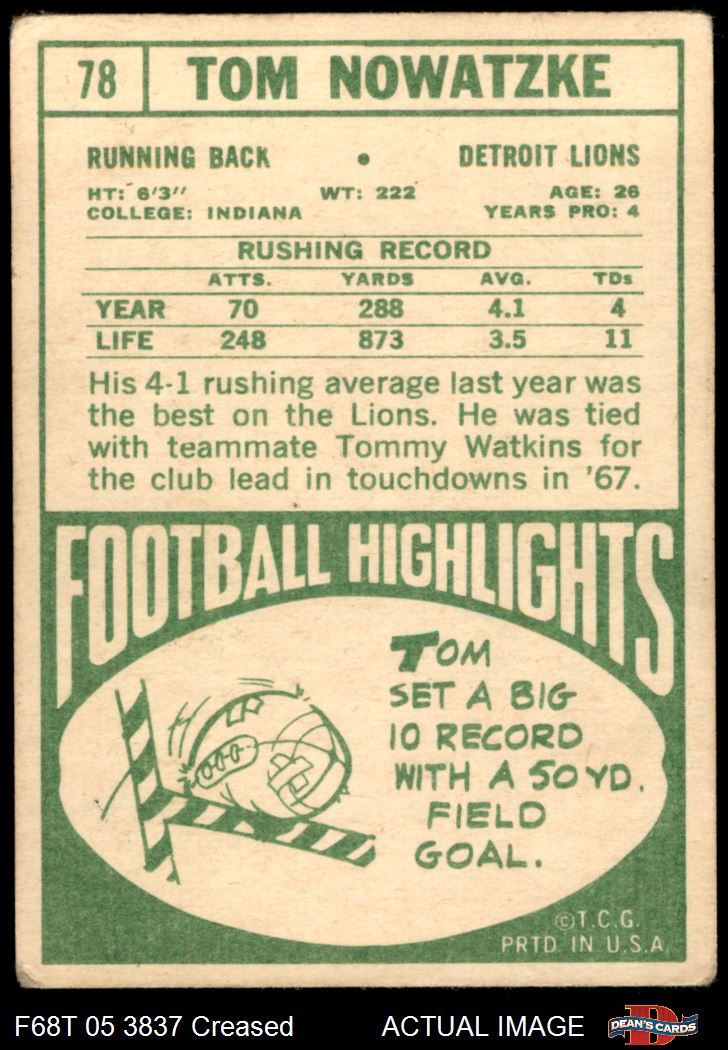 78 TOM NOWATZKE
RUNNING BACK • DETROIT LIONS
HT: 6'3" WT: 222 AGE: 26
COLLEGE: INDIANA YEARS PRO: 4
RUSHING RECORD
ATTS. YARDS AVG. TDs
YEAR 70 288 4.1 4
LIFE 248 873 3.5 11
His 4-1 rushing average last year was
the best on the Lions. He was tied
with teammate Tommy Watkins for
the club lead in touchdowns in '67.
FOOTBALL HIGHLIGHTS
TOM
SET A BIG
10 RECORD
WITH A 50 YD.
FIELD
GOAL.
©T.C.G.
PRTD. IN U.S.A.
F68T 05 3837 Creased ACTUAL IMAGE D DEAN'S CARDS